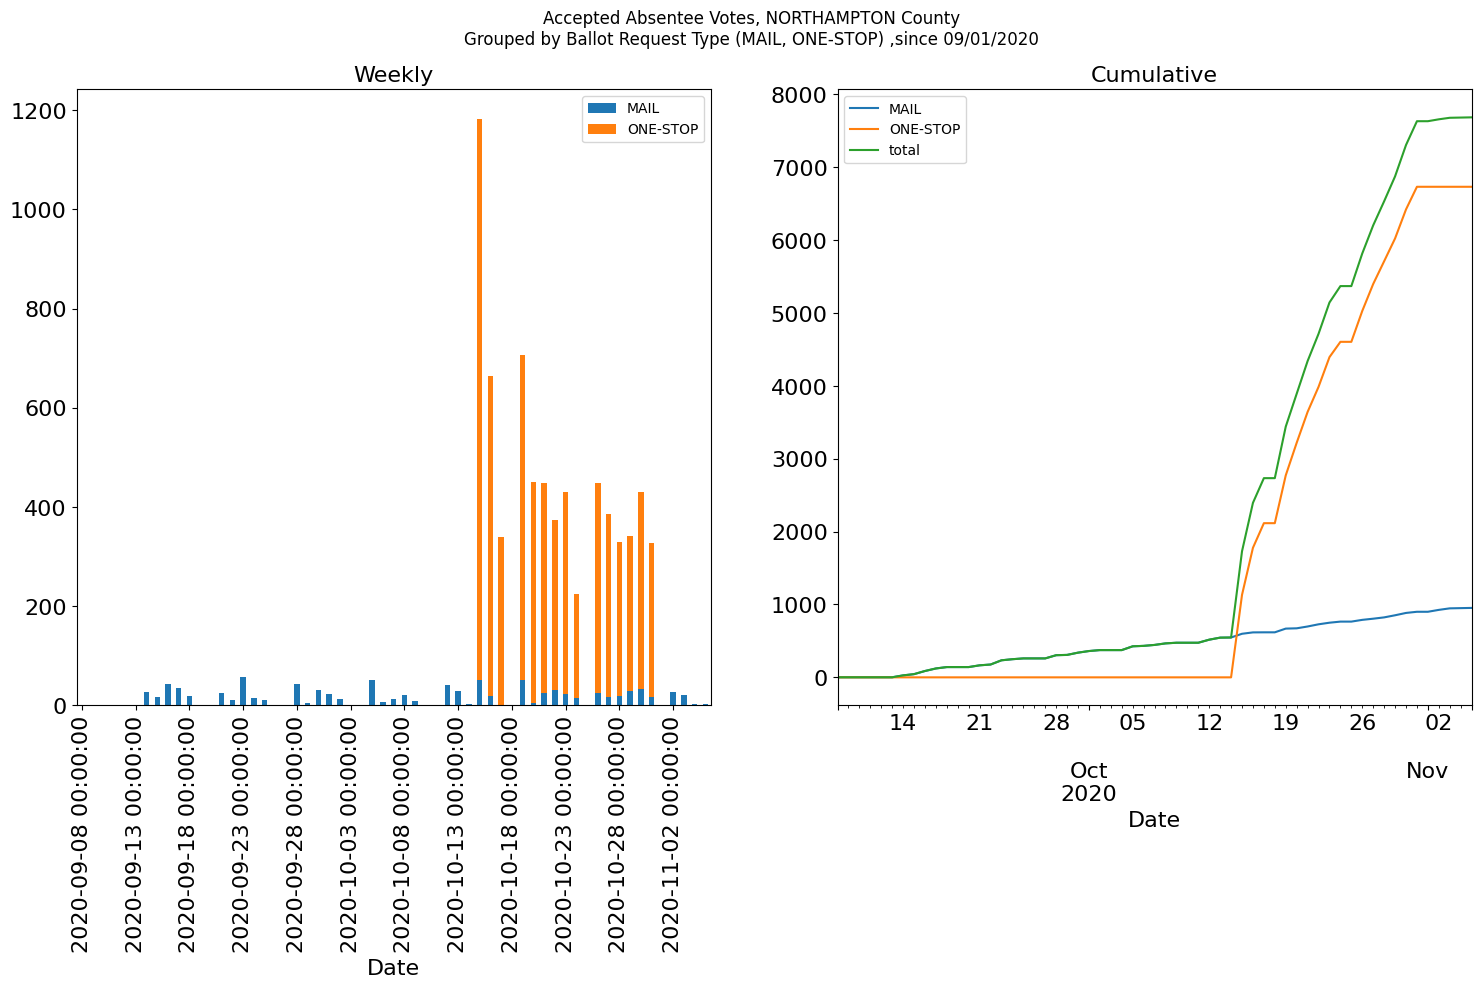 Accepted Absentee Votes, NORTHAMPTON County
Grouped by Ballot Request Type (MAIL, ONE-STOP) ,since 09/01/2020
Weekly
1200
1000
800
600
400
200
0
MAIL
ONE-STOP
2020-09-08 00:00:00
2020-09-13 00:00:00
2020-09-18 00:00:00
2020-09-23 00:00:00
2020-09-28 00:00:00
2020-10-03 00:00:00
2020-10-08 00:00:00
2020-10-13 00:00:00
2020-10-18 00:00:00
2020-10-23 00:00:00
2020-10-28 00:00:00
2020-11-02 00:00:00
Date
Cumulative
8000
7000
6000
5000
4000
3000
2000
1000
0
MAIL
ONE-STOP
total
14 21 28 05 12 19 26 02
Oct Nov
2020
Date